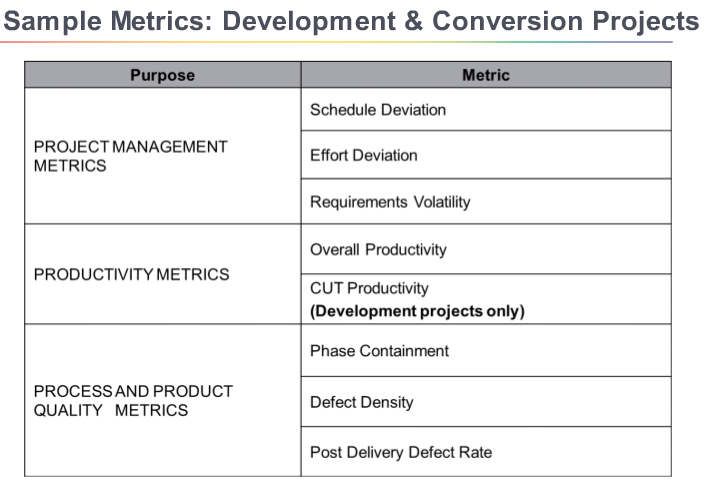 Sample Metrics: Development & Conversion Projects
Purpose
Metric
PROJECT MANAGEMENT
METRICS
Schedule Deviation
Effort Deviation
Requirements Volatility
PRODUCTIVITY METRICS
Overall Productivity
CUT Productivity
(Development projects only)
PROCESS AND PRODUCT
QUALITY METRICS
Phase Containment
Defect Density
Post Delivery Defect Rate